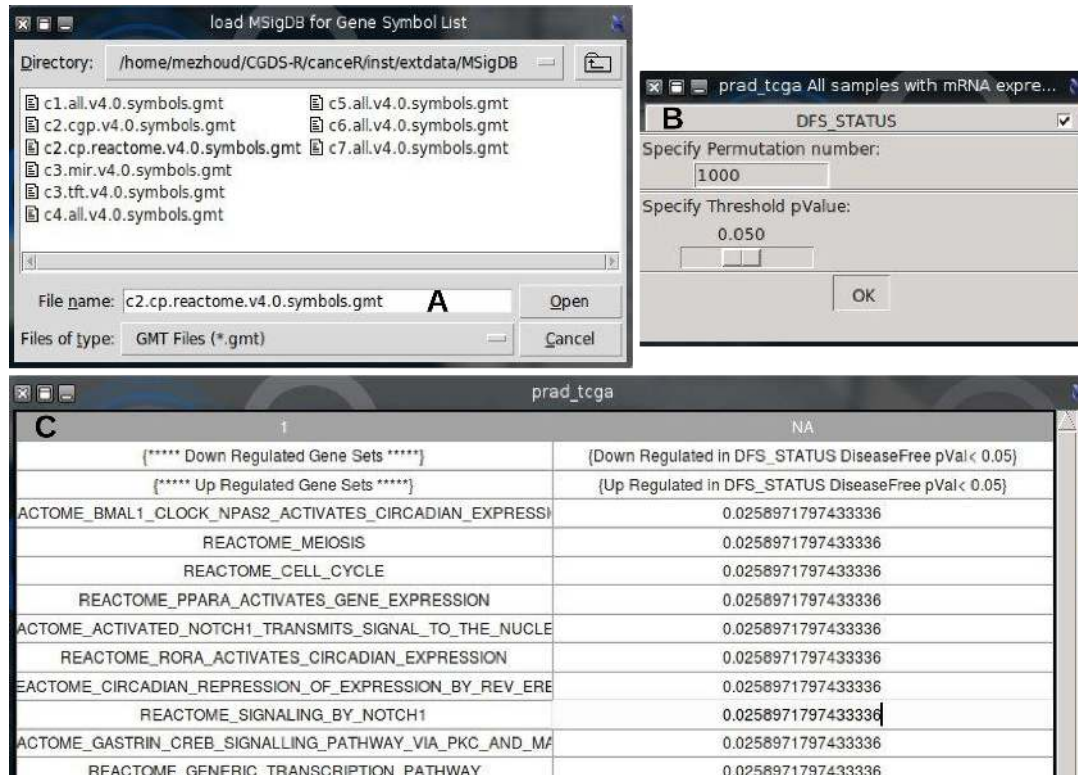 load MSigDB for Gene Symbol List
Directory: /home/mezhoud/CGDS-R/canceR/inst/extdata/MSigDB
c1.all.v4.0.symbols.gmt
c2.cgp.v4.0.symbols.gmt
c2.cp.reactome.v4.0.symbols.gmt
c3.mir.v4.0.symbols.gmt
c3.tft.v4.0.symbols.gmt
c4.all.v4.0.symbols.gmt
c5.all.v4.0.symbols.gmt
c6.all.v4.0.symbols.gmt
c7.all.v4.0.symbols.gmt
File name: c2.cp.reactome.v4.0.symbols.gmt A Open
Files of type: GMT Files (*.gmt) Cancel
prad_tcga All samples with mRNA expre...
B DFS_STATUS
Specify Permutation number:
1000
Specify Threshold pValue:
0.050
OK
prad_tcga
C 1 NA
{***** Down Regulated Gene Sets *****} {Down Regulated in DFS_STATUS DiseaseFree pVal< 0.05}
{***** Up Regulated Gene Sets *****} {Up Regulated in DFS_STATUS DiseaseFree pVal< 0.05}
ACTOME_BMAL1_CLOCK_NPAS2_ACTIVATES_CIRCADIAN_EXPRESSI 0.0258971797433336
REACTOME_MEIOSIS 0.0258971797433336
REACTOME_CELL_CYCLE 0.0258971797433336
REACTOME_PPARA_ACTIVATES_GENE_EXPRESSION 0.0258971797433336
ACTOME_ACTIVATED_NOTCH1_TRANSMITS_SIGNAL_TO_THE_NUCLE 0.0258971797433336
REACTOME_RORA_ACTIVATES_CIRCADIAN_EXPRESSION 0.0258971797433336
EACTOME_CIRCADIAN_REPRESSION_OF_EXPRESSION_BY_REV_ERE 0.0258971797433336
REACTOME_SIGNALING_BY_NOTCH1 0.0258971797433336
ACTOME_GASTRIN_CREB_SIGNALLING_PATHWAY_VIA_PKC_AND_MA 0.0258971797433336
REACTOME_GENERIC_TRANSCRIPTION_PATHWAY 0.0258971797433336